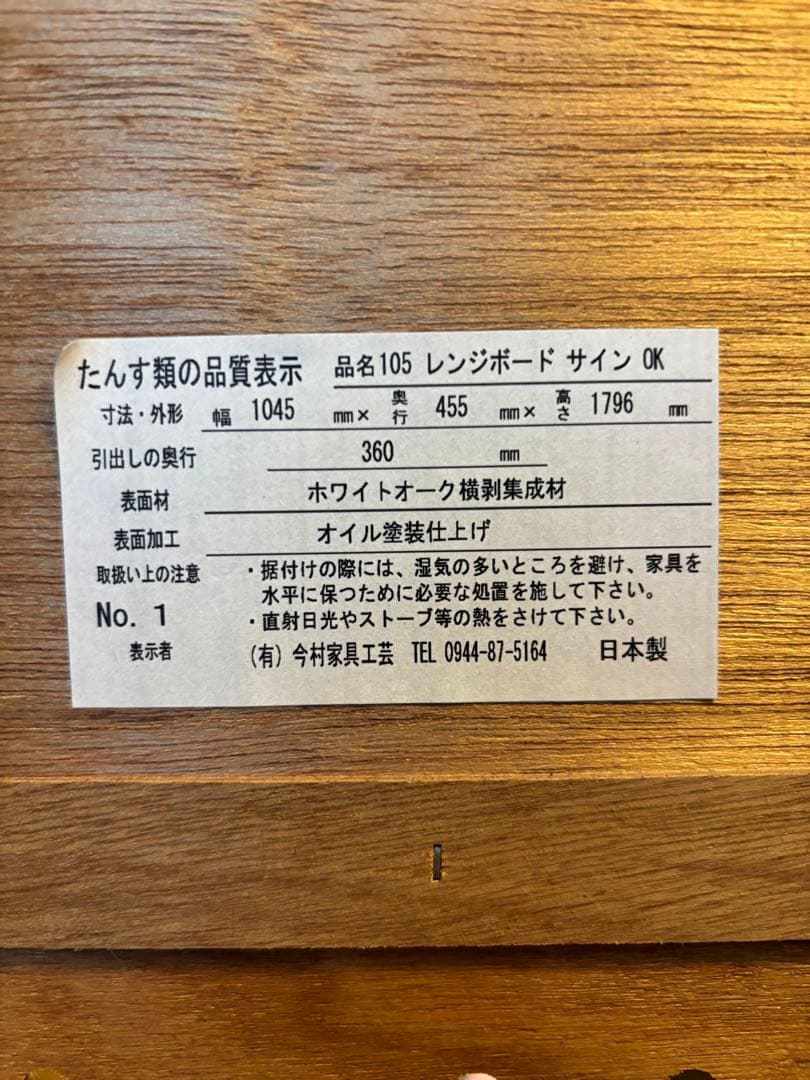 たんす類の品質表示 品名105 レンジボード サイン OK
寸法・外形 幅 1045 mm× 奥行 455 mm× 高さ 1796 mm
引出しの奥行 360 mm
表面材 ホワイトオーク横剥集成材
表面加工 オイル塗装仕上げ
取扱い上の注意 ・据付けの際には、湿気の多いところを避け、家具を
水平に保つために必要な処置を施して下さい。
No. 1 ・直射日光やストーブ等の熱をさけて下さい。
表示者 (有) 今村家具工芸 TEL 0944-87-5164 日本製